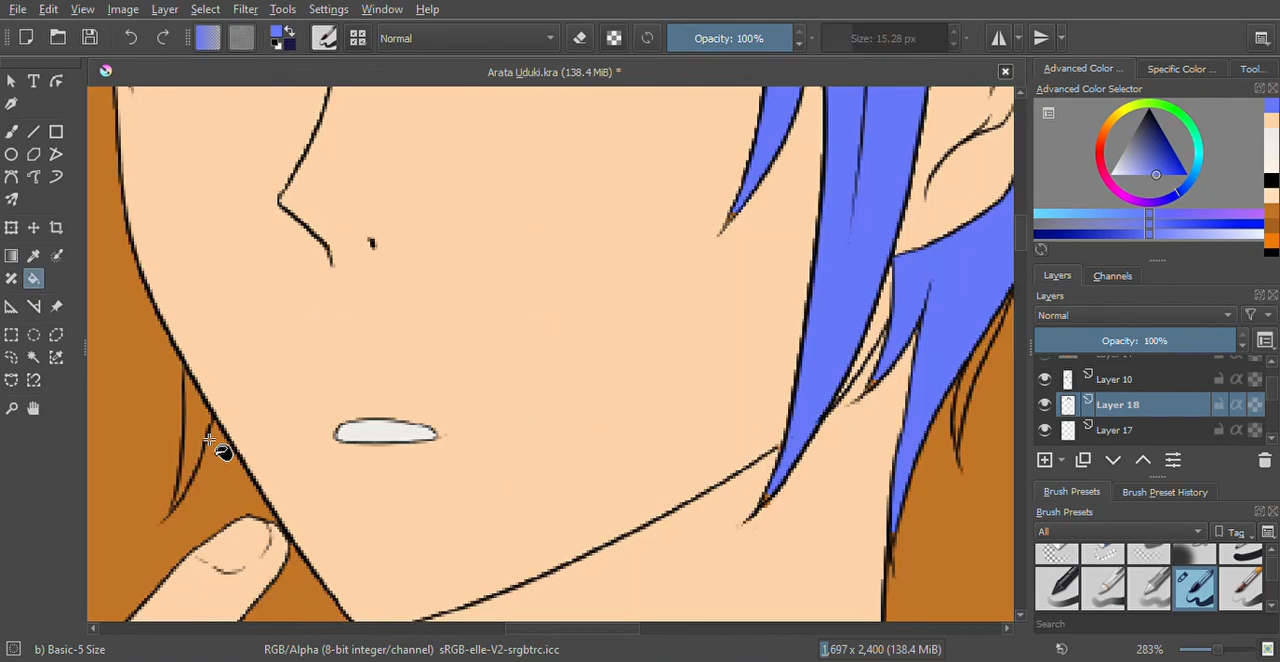 File Edit View Image Layer Select Filter Tools Settings Window Help
Normal Opacity: 100% Size: 15.28 px
Arata Uduki.kra (138.4 MiB) *
Advanced Color ... Specific Color ... Tool...
Advanced Color Selector
Layers Channels
Layers
Normal
Opacity: 100%
Layer 10
Layer 18
Layer 17
Brush Presets Brush Preset History
Brush Presets
All Tag
Search
b) Basic-5 Size RGB/Alpha (8-bit integer/channel) sRGB-elle-V2-srgbtrc.icc 1,697 x 2,400 (138.4 MiB) 283%